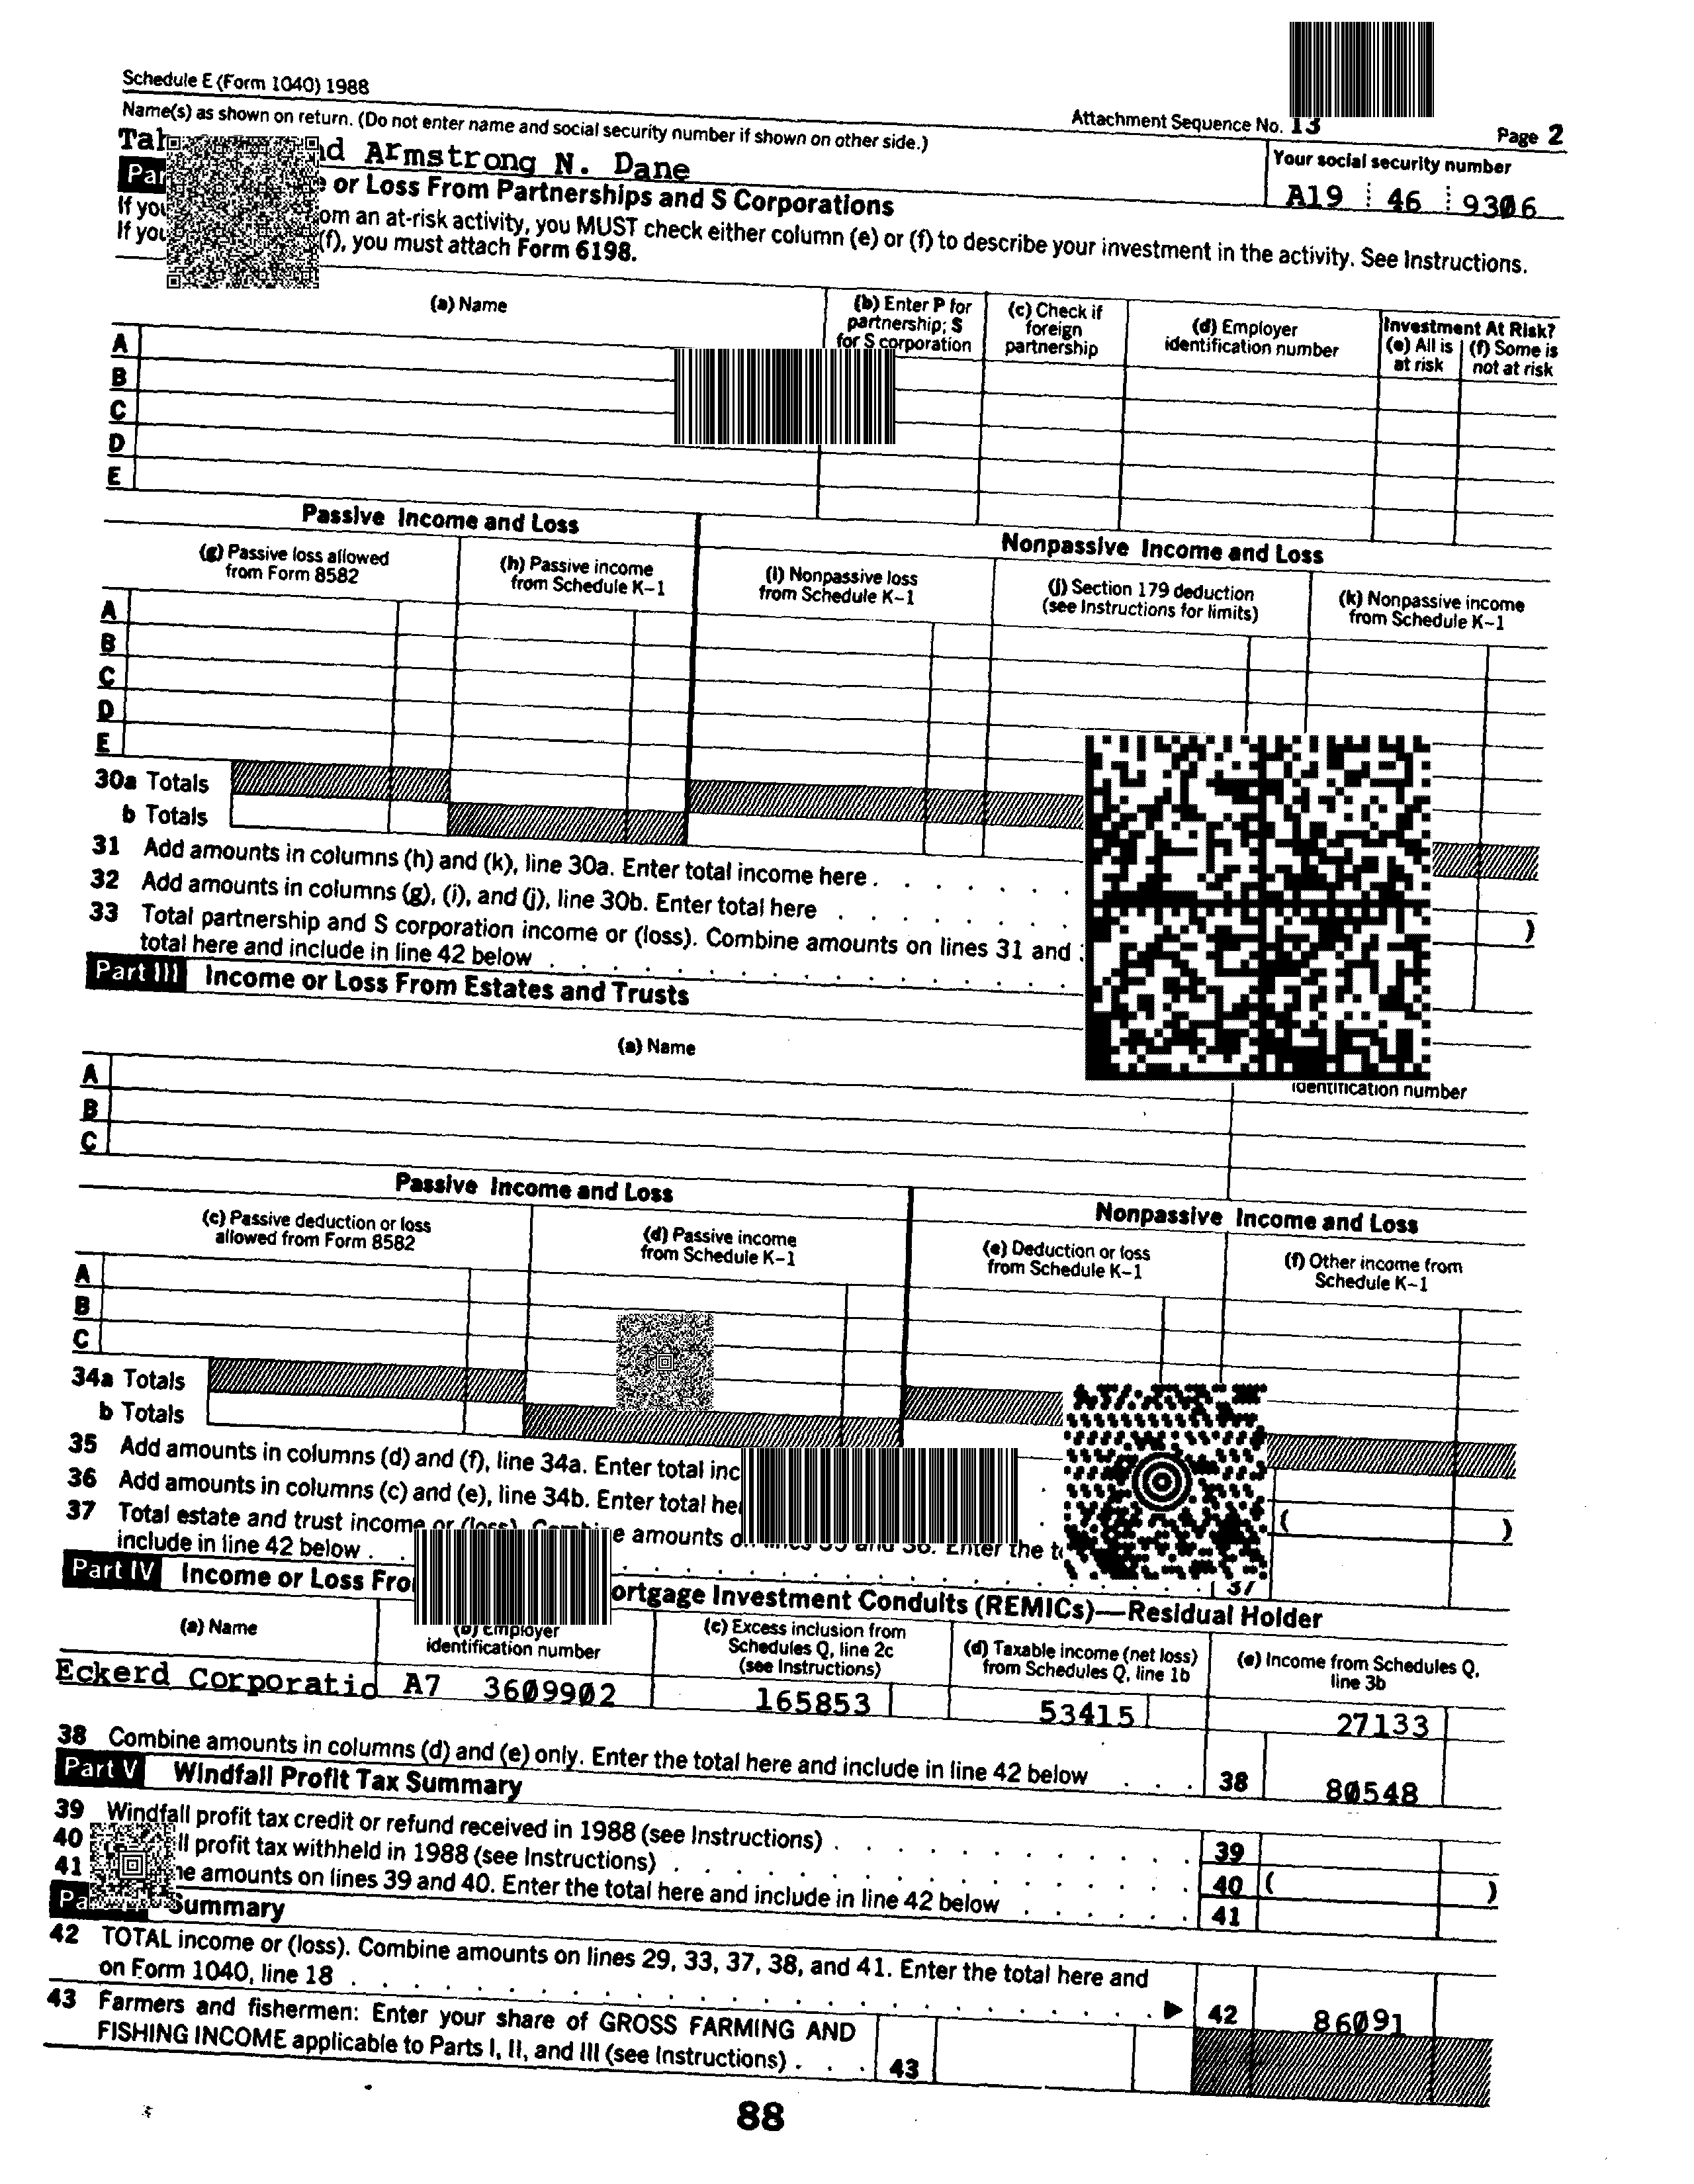 Schedule E (Form 1040) 1988
Attachment Sequence No. 13
Page 2
Name(s) as shown on return. (Do not enter name and social security number if shown on other side.)
Your social security number
Armstrong N. Dane
A19 46 9306
or Loss From Partnerships and S Corporations
If you om an at-risk activity, you MUST check either column (e) or (f) to describe your investment in the activity. See Instructions.
If you (f), you must attach Form 6198.
(a) Name
(b) Enter P for partnership; S for S corporation
(c) Check if foreign partnership
(d) Employer identification number
Investment At Risk?
(e) All is at risk
(f) Some is not at risk
A
B
C
D
E
Passive Income and Loss
Nonpassive Income and Loss
(g) Passive loss allowed from Form 8582
(h) Passive income from Schedule K-1
(i) Nonpassive loss from Schedule K-1
(j) Section 179 deduction (see Instructions for limits)
(k) Nonpassive income from Schedule K-1
A
B
C
D
E
30a Totals
b Totals
31 Add amounts in columns (h) and (k), line 30a. Enter total income here
32 Add amounts in columns (g), (i), and (j), line 30b. Enter total here
)
33 Total partnership and S corporation income or (loss). Combine amounts on lines 31 and
total here and include in line 42 below
Part III Income or Loss From Estates and Trusts
(a) Name
identification number
A
B
C
Passive Income and Loss
Nonpassive Income and Loss
(c) Passive deduction or loss allowed from Form 8582
(d) Passive income from Schedule K-1
(e) Deduction or loss from Schedule K-1
(f) Other income from Schedule K-1
A
B
C
34a Totals
b Totals
35 Add amounts in columns (d) and (f), line 34a. Enter total inc
36 Add amounts in columns (c) and (e), line 34b. Enter total he
( )
37 Total estate and trust income or (loss). Combine amounts on lines 35 and 36. Enter the
include in line 42 below
37
Part IV Income or Loss Fro ortgage Investment Conduits (REMICs)—Residual Holder
(a) Name
(b) Employer identification number
(c) Excess inclusion from Schedules Q, line 2c (see Instructions)
(d) Taxable income (net loss) from Schedules Q, line 1b
(e) Income from Schedules Q, line 3b
Eckerd Corporatio A7 3609902 165853 53415 27133
38 Combine amounts in columns (d) and (e) only. Enter the total here and include in line 42 below 38 80548
Part V Windfall Profit Tax Summary
39 Windfall profit tax credit or refund received in 1988 (see Instructions) 39
40 ll profit tax withheld in 1988 (see Instructions) 40 ( )
41 amounts on lines 39 and 40. Enter the total here and include in line 42 below 41
Summary
42 TOTAL income or (loss). Combine amounts on lines 29, 33, 37, 38, and 41. Enter the total here and
on Form 1040, line 18 ▶ 42 86091
43 Farmers and fishermen: Enter your share of GROSS FARMING AND
FISHING INCOME applicable to Parts I, II, and III (see Instructions) 43
88